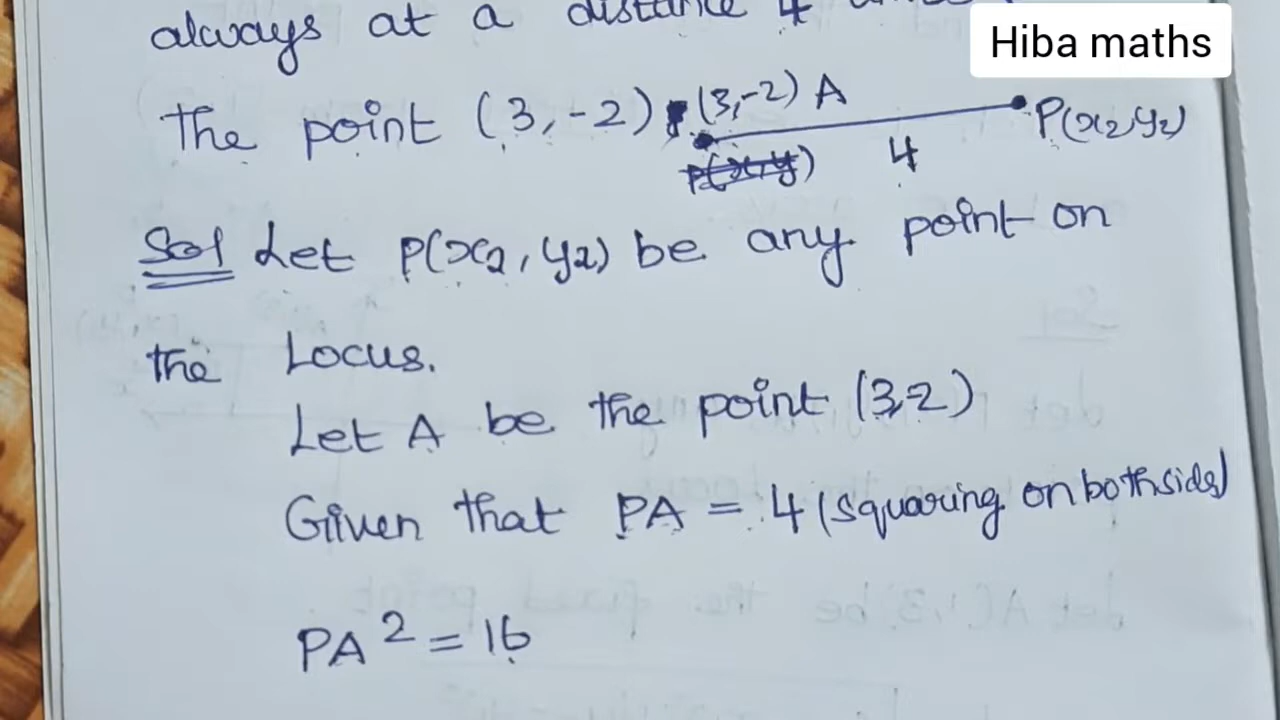 always at a distance 4
Hiba maths
The point (3,-2) (3,-2) A
P(x2,y2)
4
Sol Let P(x2, y2) be any point on
the Locus.
Let A be the point (3,-2)
Given that PA = 4 (squaring on bothside)
PA² = 16